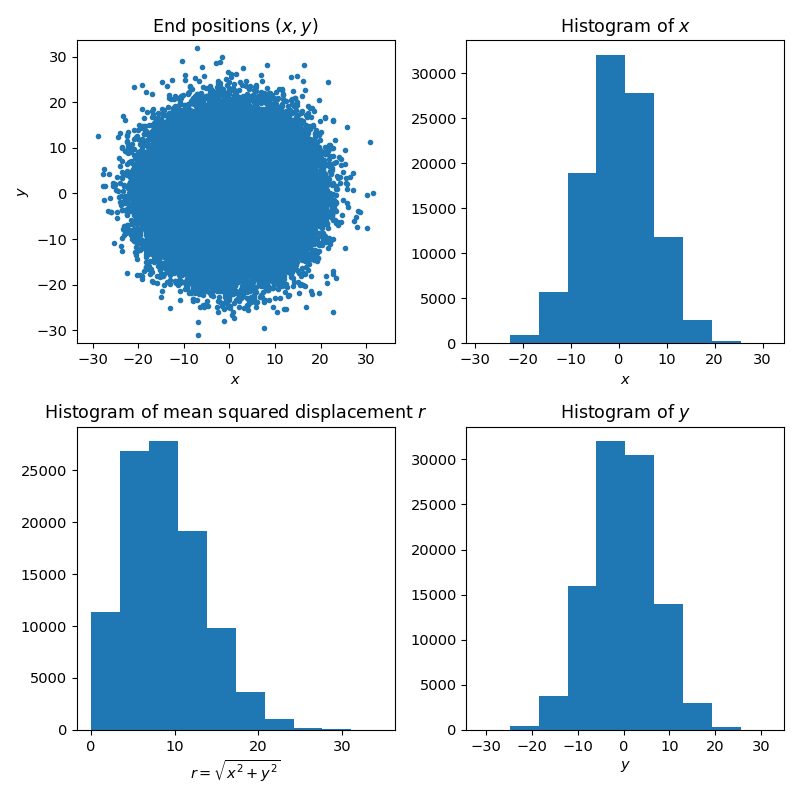 End positions (x, y)
30
20
10
0
−10
−20
−30
y
−30 −20 −10 0 10 20 30
x
Histogram of x
30000
25000
20000
15000
10000
5000
0
−30 −20 −10 0 10 20 30
x
Histogram of mean squared displacement r
25000
20000
15000
10000
5000
0
0 10 20 30
r = √x² + y²
Histogram of y
30000
25000
20000
15000
10000
5000
0
−30 −20 −10 0 10 20 30
y